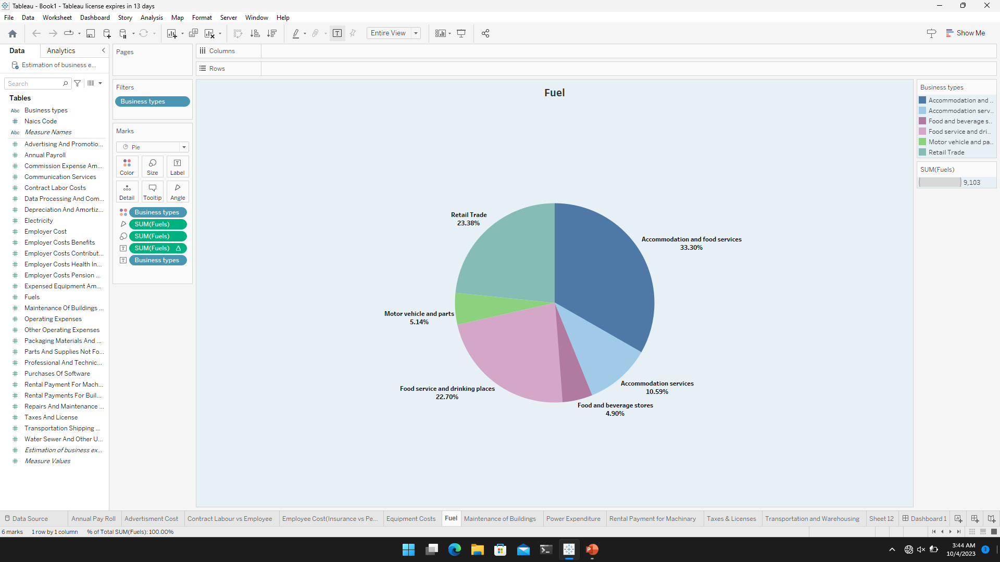 Tableau - Book1 - Tableau license expires in 13 days
File Data Worksheet Dashboard Story Analysis Map Format Server Window Help
Entire View
Show Me
Data Analytics
Estimation of business e...
Search
Tables
Abc Business types
# Naics Code
Abc Measure Names
# Advertising And Promotio...
# Annual Payroll
# Commission Expense Am...
# Communication Services
# Contract Labor Costs
# Data Processing And Com...
# Depreciation And Amortiz...
# Electricity
# Employer Cost
# Employer Costs Benefits
# Employer Costs Contribut...
# Employer Costs Health In...
# Employer Costs Pension ...
# Expensed Equipment Am...
# Fuels
# Maintenance Of Buildings ...
# Operating Expenses
# Other Operating Expenses
# Packaging Materials And ...
# Parts And Supplies Not Fo...
# Professional And Technic...
# Purchases Of Software
# Rental Payment For Mach...
# Rental Payments For Buil...
# Repairs And Maintenance ...
# Taxes And License
# Transportation Shipping ...
# Water Sewer And Other U...
# Estimation of business ex...
# Measure Values
Pages
Filters
Business types
Marks
Pie
Color Size Label
Detail Tooltip Angle
Business types
SUM(Fuels)
SUM(Fuels)
T SUM(Fuels) △
T Business types
Columns
Rows
Fuel
Retail Trade
23.38%
Accommodation and food services
33.30%
Motor vehicle and parts
5.14%
Food service and drinking places
22.70%
Accommodation services
10.59%
Food and beverage stores
4.90%
Business types
Accommodation and ..
Accommodation serv..
Food and beverage s..
Food service and dri..
Motor vehicle and pa..
Retail Trade
SUM(Fuels)
9,103
Data Source Annual Pay Roll Advertisment Cost Contract Labour vs Employee Employee Cost(Insurance vs Pe... Equipment Costs Fuel Maintenance of Buildings Power Expenditure Rental Payment for Machinary Taxes & Licenses Transportation and Warehousing Sheet 12 Dashboard 1
6 marks 1 row by 1 column % of Total SUM(Fuels): 100.00%
3:44 AM
10/4/2023
3